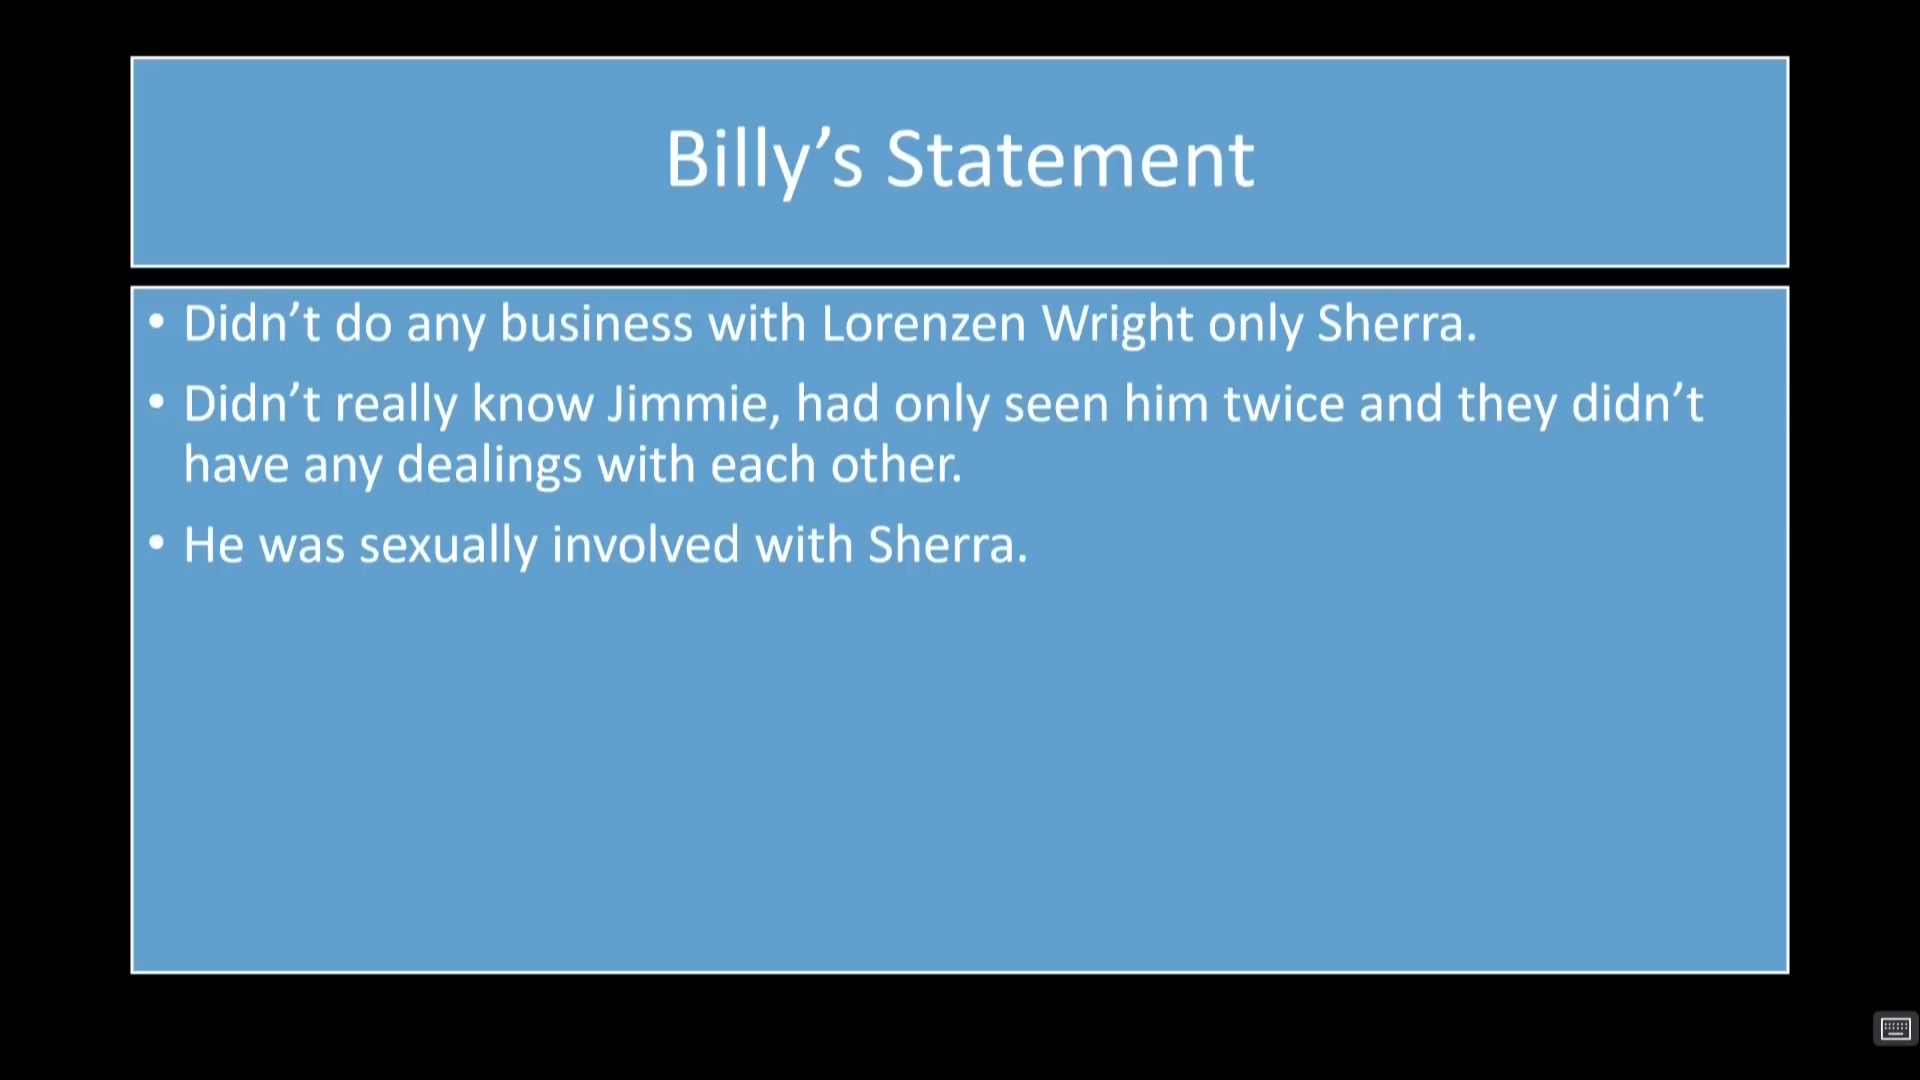 Billy’s Statement
• Didn’t do any business with Lorenzen Wright only Sherra.
• Didn’t really know Jimmie, had only seen him twice and they didn’t
have any dealings with each other.
• He was sexually involved with Sherra.